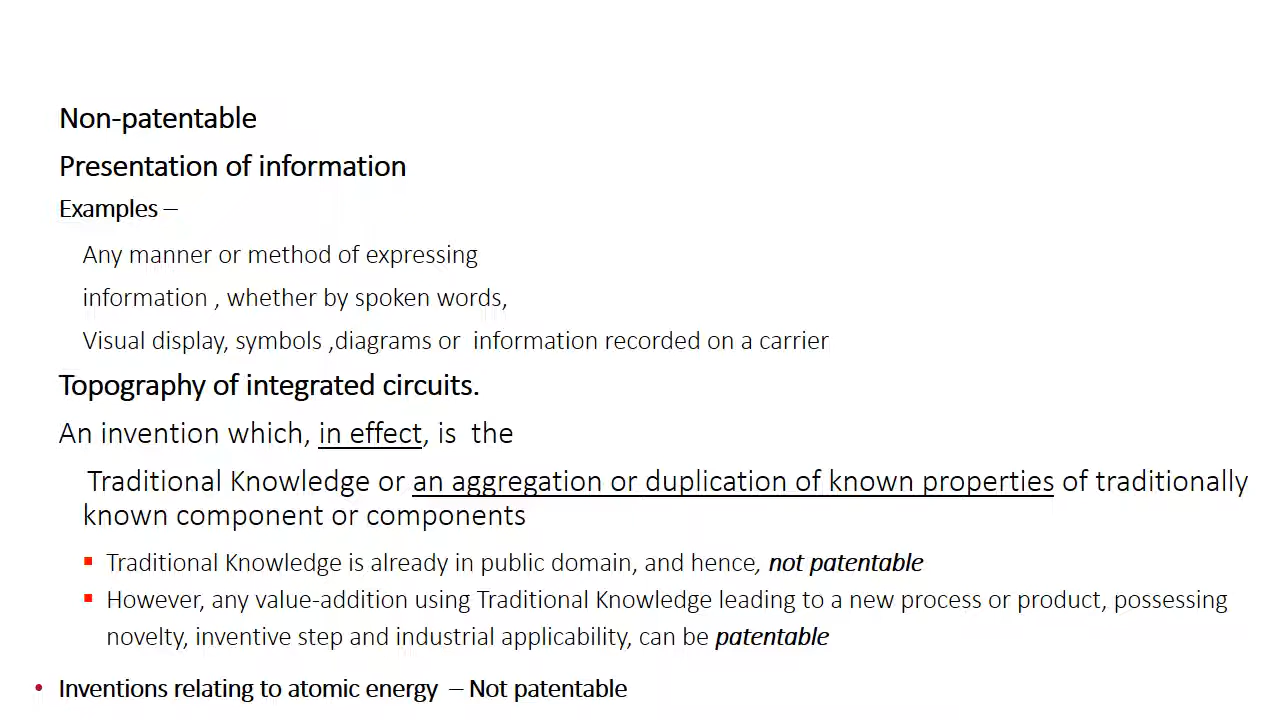 Non-patentable
Presentation of information
Examples –
Any manner or method of expressing
information , whether by spoken words,
Visual display, symbols ,diagrams or  information recorded on a carrier
Topography of integrated circuits.
An invention which, in effect, is  the
Traditional Knowledge or an aggregation or duplication of known properties of traditionally
known component or components
▪ Traditional Knowledge is already in public domain, and hence, not patentable
▪ However, any value-addition using Traditional Knowledge leading to a new process or product, possessing
novelty, inventive step and industrial applicability, can be patentable
• Inventions relating to atomic energy  – Not patentable